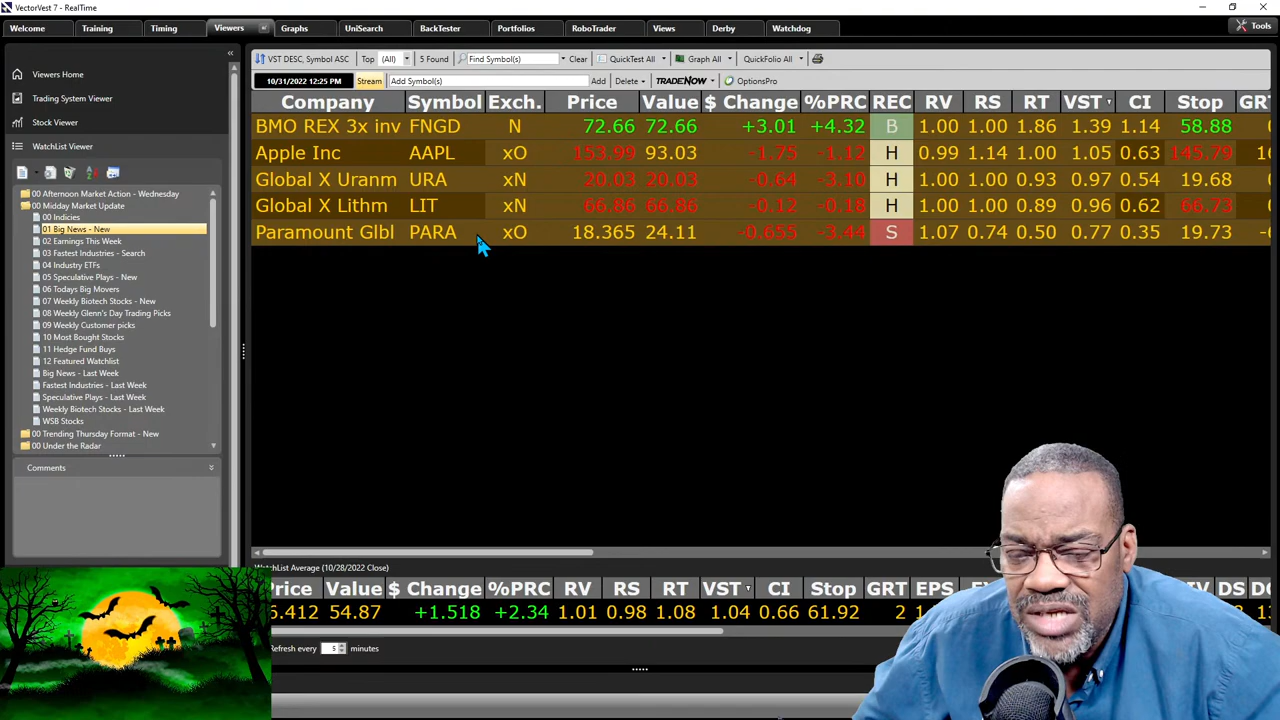 VectorVest 7 - RealTime
Welcome Training Timing Viewers Graphs UniSearch BackTester Portfolios RoboTrader Views Derby Watchdog Tools
Viewers Home
Trading System Viewer
Stock Viewer
WatchList Viewer
00 Afternoon Market Action - Wednesday
00 Midday Market Update
00 Indicies
01 Big News - New
02 Earnings This Week
03 Fastest Industries - Search
04 Industry ETFs
05 Speculative Plays - New
06 Todays Big Movers
07 Weekly Biotech Stocks - New
08 Weekly Glenn's Day Trading Picks
09 Weekly Customer picks
10 Most Bought Stocks
11 Hedge Fund Buys
12 Featured Watchlist
Big News - Last Week
Fastest Industries - Last Week
Speculative Plays - Last Week
Weekly Biotech Stocks - Last Week
WSB Stocks
00 Trending Thursday Format - New
00 Under the Radar
Comments
VST DESC, Symbol ASC Top (All) 5 Found Find Symbol(s) Clear QuickTest All Graph All QuickFolio All
10/31/2022 12:25 PM Stream Add Symbol(s) Add Delete TRADENOW OptionsPro
Company Symbol Exch. Price Value $ Change %PRC REC RV RS RT VST CI Stop GRT
BMO REX 3x inv FNGD N 72.66 72.66 +3.01 +4.32 B 1.00 1.00 1.86 1.39 1.14 58.88
Apple Inc AAPL xO 153.99 93.03 -1.75 -1.12 H 0.99 1.14 1.00 1.05 0.63 145.79
Global X Uranm URA xN 20.03 20.03 -0.64 -3.10 H 1.00 1.00 0.93 0.97 0.54 19.68
Global X Lithm LIT xN 66.86 66.86 -0.12 -0.18 H 1.00 1.00 0.89 0.96 0.62 66.73
Paramount Glbl PARA xO 18.365 24.11 -0.655 -3.44 S 1.07 0.74 0.50 0.77 0.35 19.73
WatchList Average (10/28/2022 Close)
Price Value $ Change %PRC RV RS RT VST CI Stop GRT EPS DS
6.412 54.87 +1.518 +2.34 1.01 0.98 1.08 1.04 0.66 61.92 2
Refresh every 5 minutes